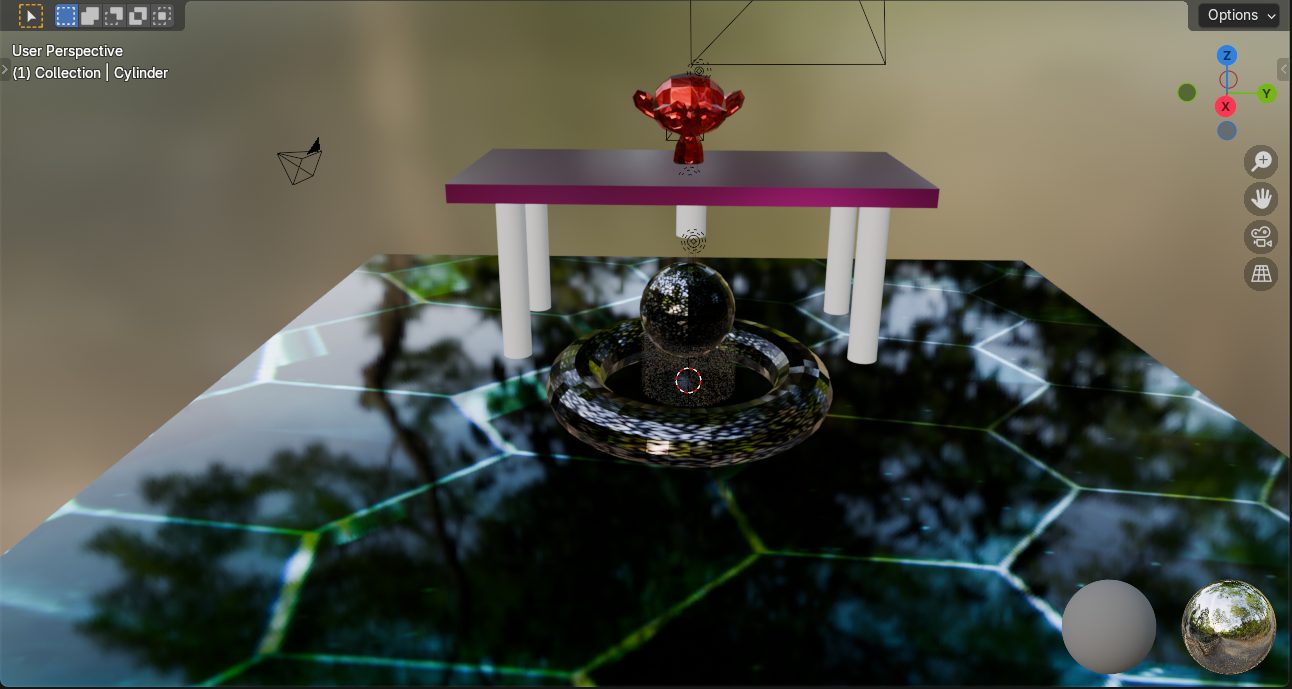 Options
User Perspective
(1) Collection | Cylinder
Z
Y
X